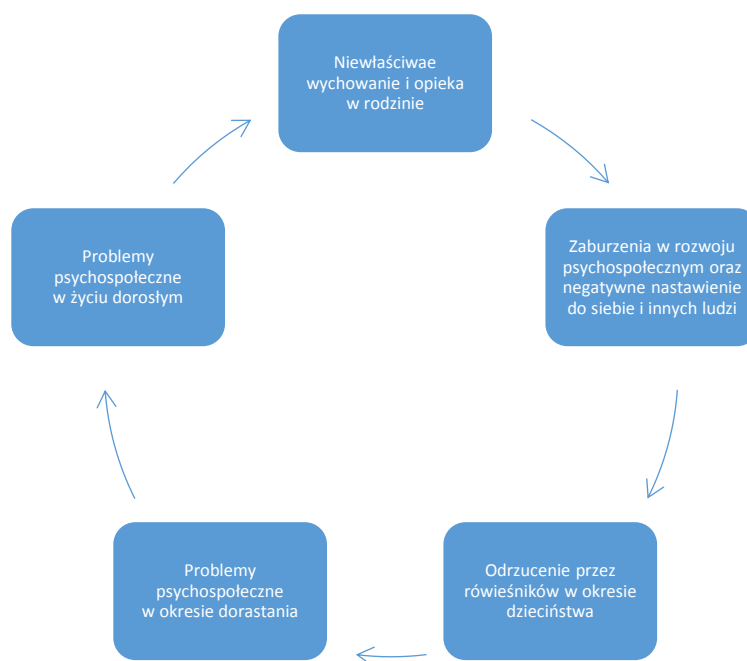 Niewłaściwae
wychowanie i opieka
w rodzinie
Zaburzenia w rozwoju
psychospołecznym oraz
negatywne nastawienie
do siebie i innych ludzi
Odrzucenie przez
rówieśników w okresie
dzieciństwa
Problemy
psychospołeczne
w okresie dorastania
Problemy
psychospołeczne
w życiu dorosłym